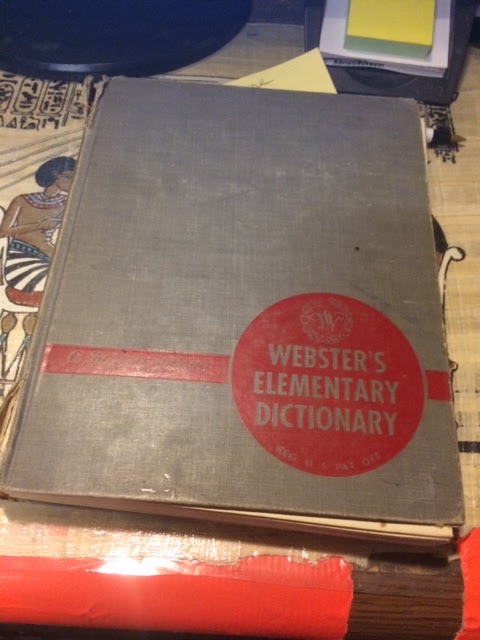 W
WEBSTER'S
ELEMENTARY
DICTIONARY
REG. U. S. PAT. OFF.